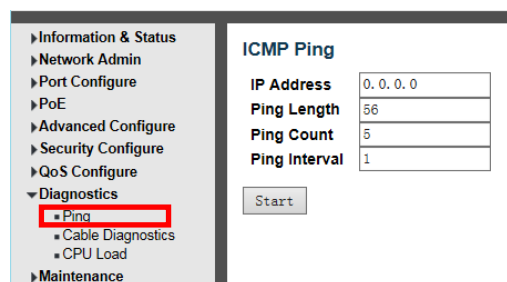 Information & Status
Network Admin
Port Configure
PoE
Advanced Configure
Security Configure
QoS Configure
Diagnostics
Ping
Cable Diagnostics
CPU Load
Maintenance
ICMP Ping
IP Address 0.0.0.0
Ping Length 56
Ping Count 5
Ping Interval 1
Start